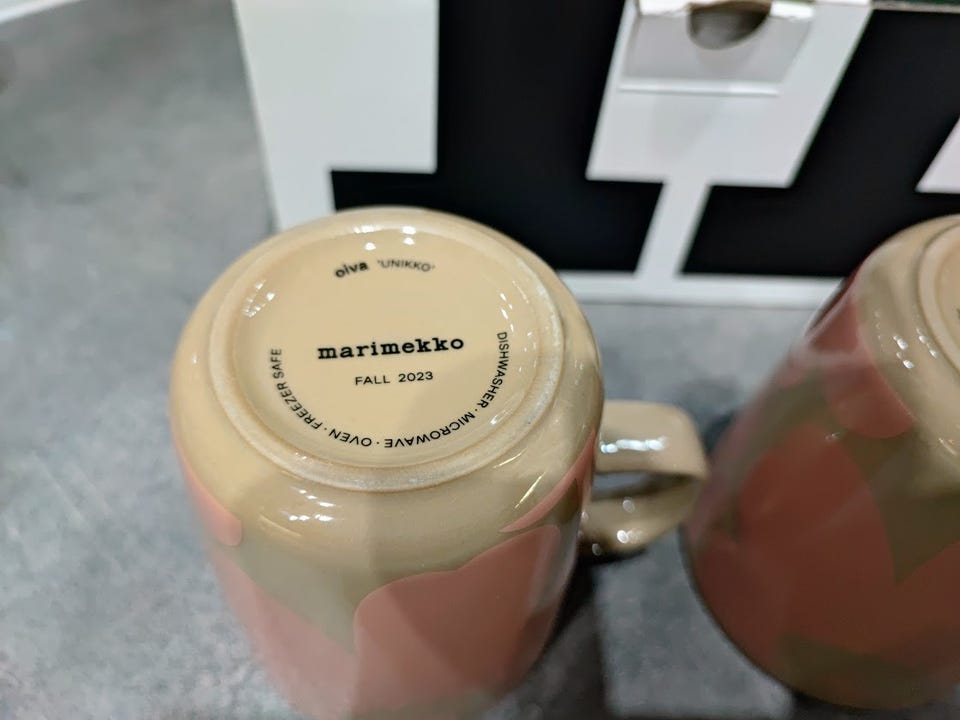 oiva 'UNIKKO'
marimekko
FALL 2023
DISHWASHER · MICROWAVE · OVEN · FREEZER SAFE